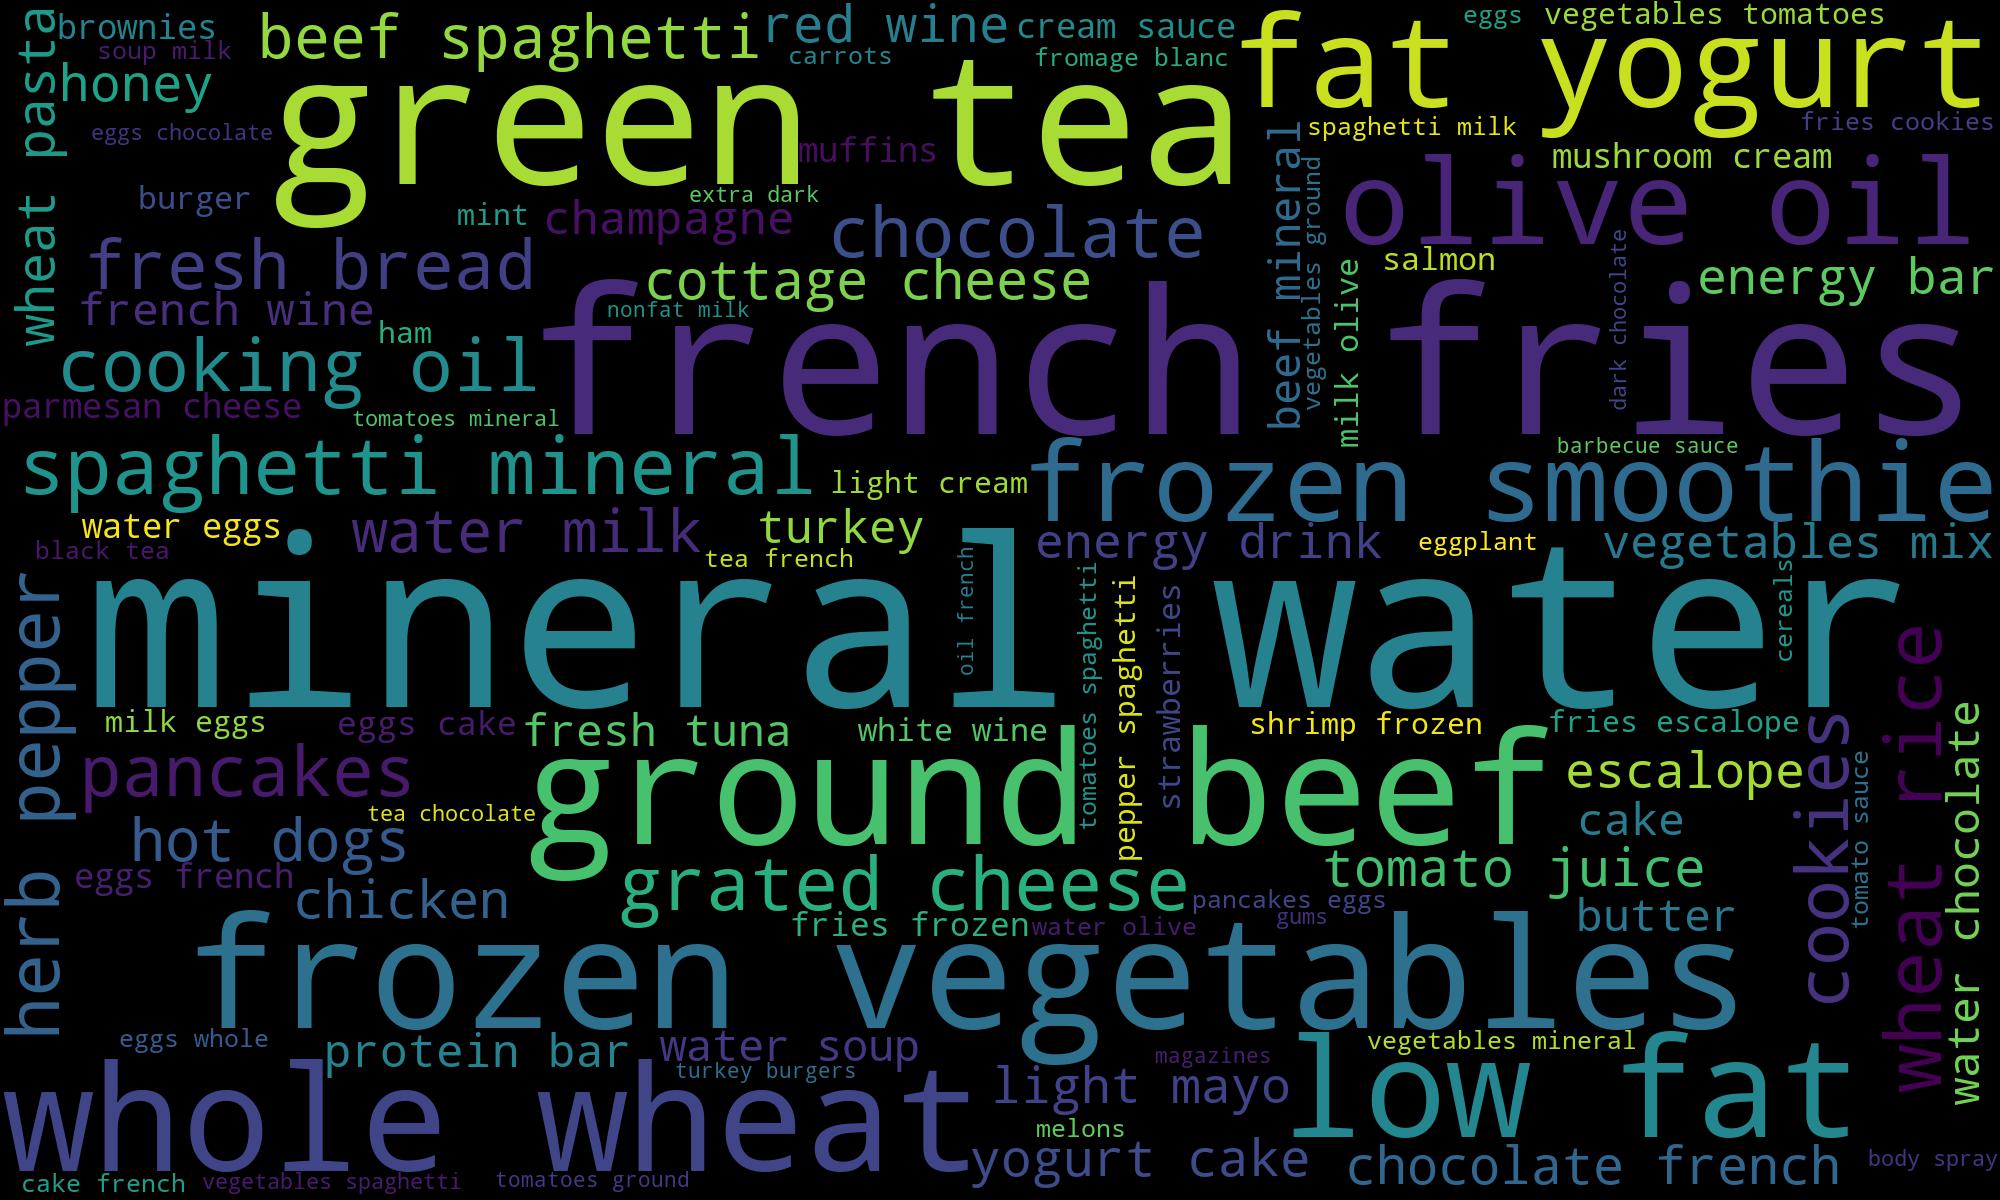 wheat pasta
brownies
soup milk
beef spaghetti
red wine
cream sauce
carrots
fromage blanc
fat yogurt
eggs
vegetables tomatoes
honey
green tea
eggs chocolate
muffins
spaghetti milk
fries cookies
mushroom cream
beef mineral
vegetables ground
olive oil
burger
mint
extra dark
champagne
chocolate
fresh bread
cottage cheese
salmon
dark chocolate
energy bar
french wine
nonfat milk
ham
milk olive
french fries
cooking oil
parmesan cheese
tomatoes mineral
barbecue sauce
spaghetti mineral
light cream
frozen smoothie
water eggs
water milk
turkey
black tea
tea french
energy drink
eggplant
vegetables mix
mineral water
oil french
tomatoes spaghetti
pepper spaghetti
strawberries
cereals
herb pepper
milk eggs
eggs cake
fresh tuna
white wine
shrimp frozen
fries escalope
pancakes
ground beef
escalope
cookies
tomato sauce
wheat rice
water chocolate
tea chocolate
hot dogs
cake
eggs french
chicken
grated cheese
tomato juice
pancakes eggs
fries frozen
water olive
gums
butter
frozen vegetables
eggs whole
protein bar
water soup
magazines
vegetables mineral
turkey burgers
whole wheat
light mayo
low fat
melons
yogurt cake
chocolate french
body spray
cake french
vegetables spaghetti
tomatoes ground